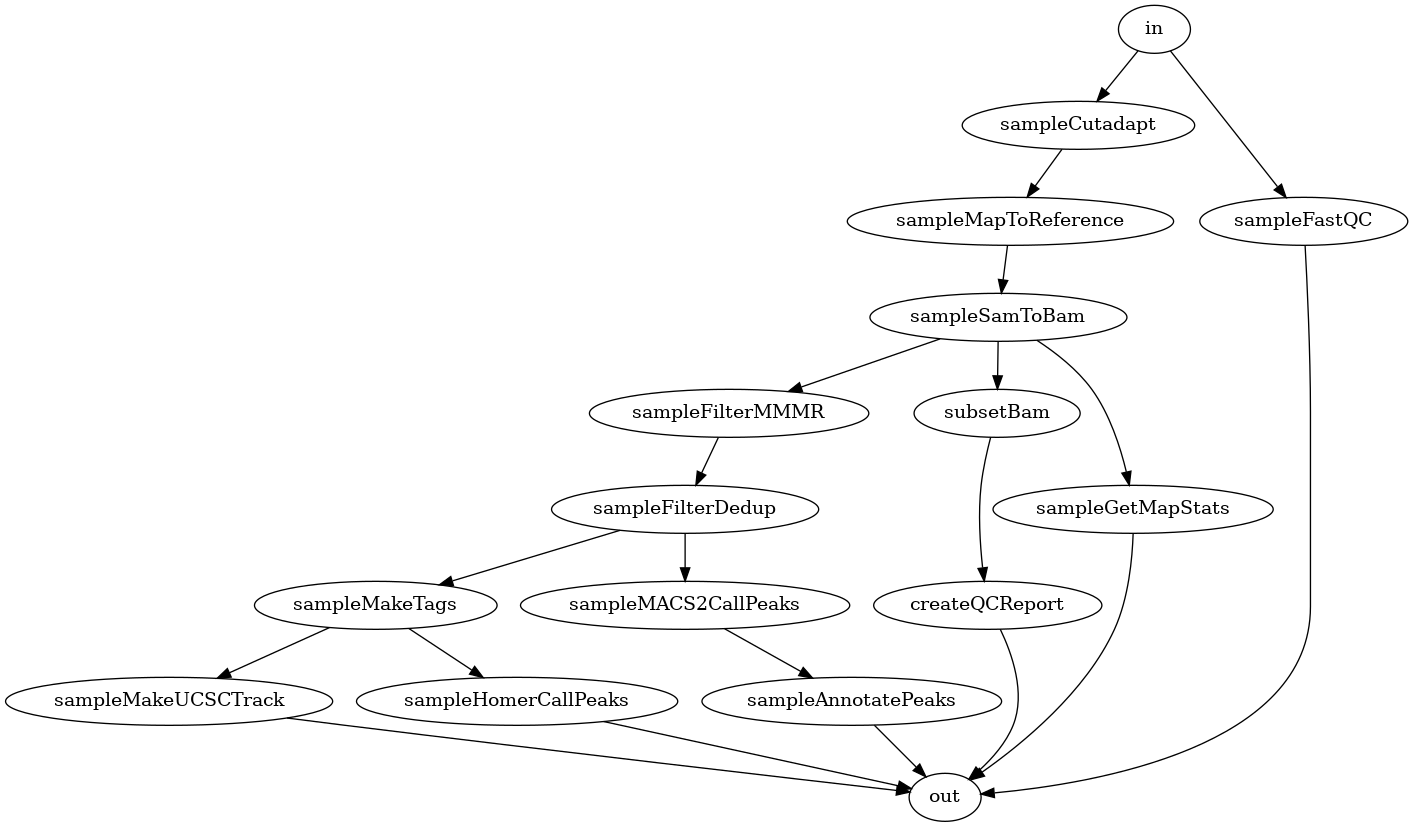 in
sampleCutadapt
sampleMapToReference
sampleFastQC
sampleSamToBam
sampleFilterMMMR
subsetBam
sampleFilterDedup
sampleGetMapStats
sampleMakeTags
sampleMACS2CallPeaks
createQCReport
sampleMakeUCSCTrack
sampleHomerCallPeaks
sampleAnnotatePeaks
out